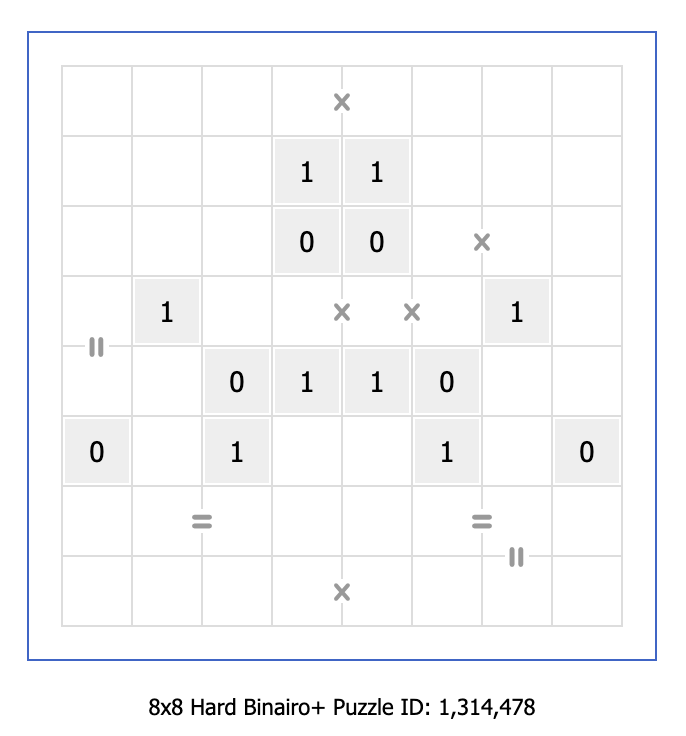 ×
1 1
0 0 ×
1 × × 1
||
0 1 1 0
0 1 1 0
= =
||
×
8x8 Hard Binairo+ Puzzle ID: 1,314,478